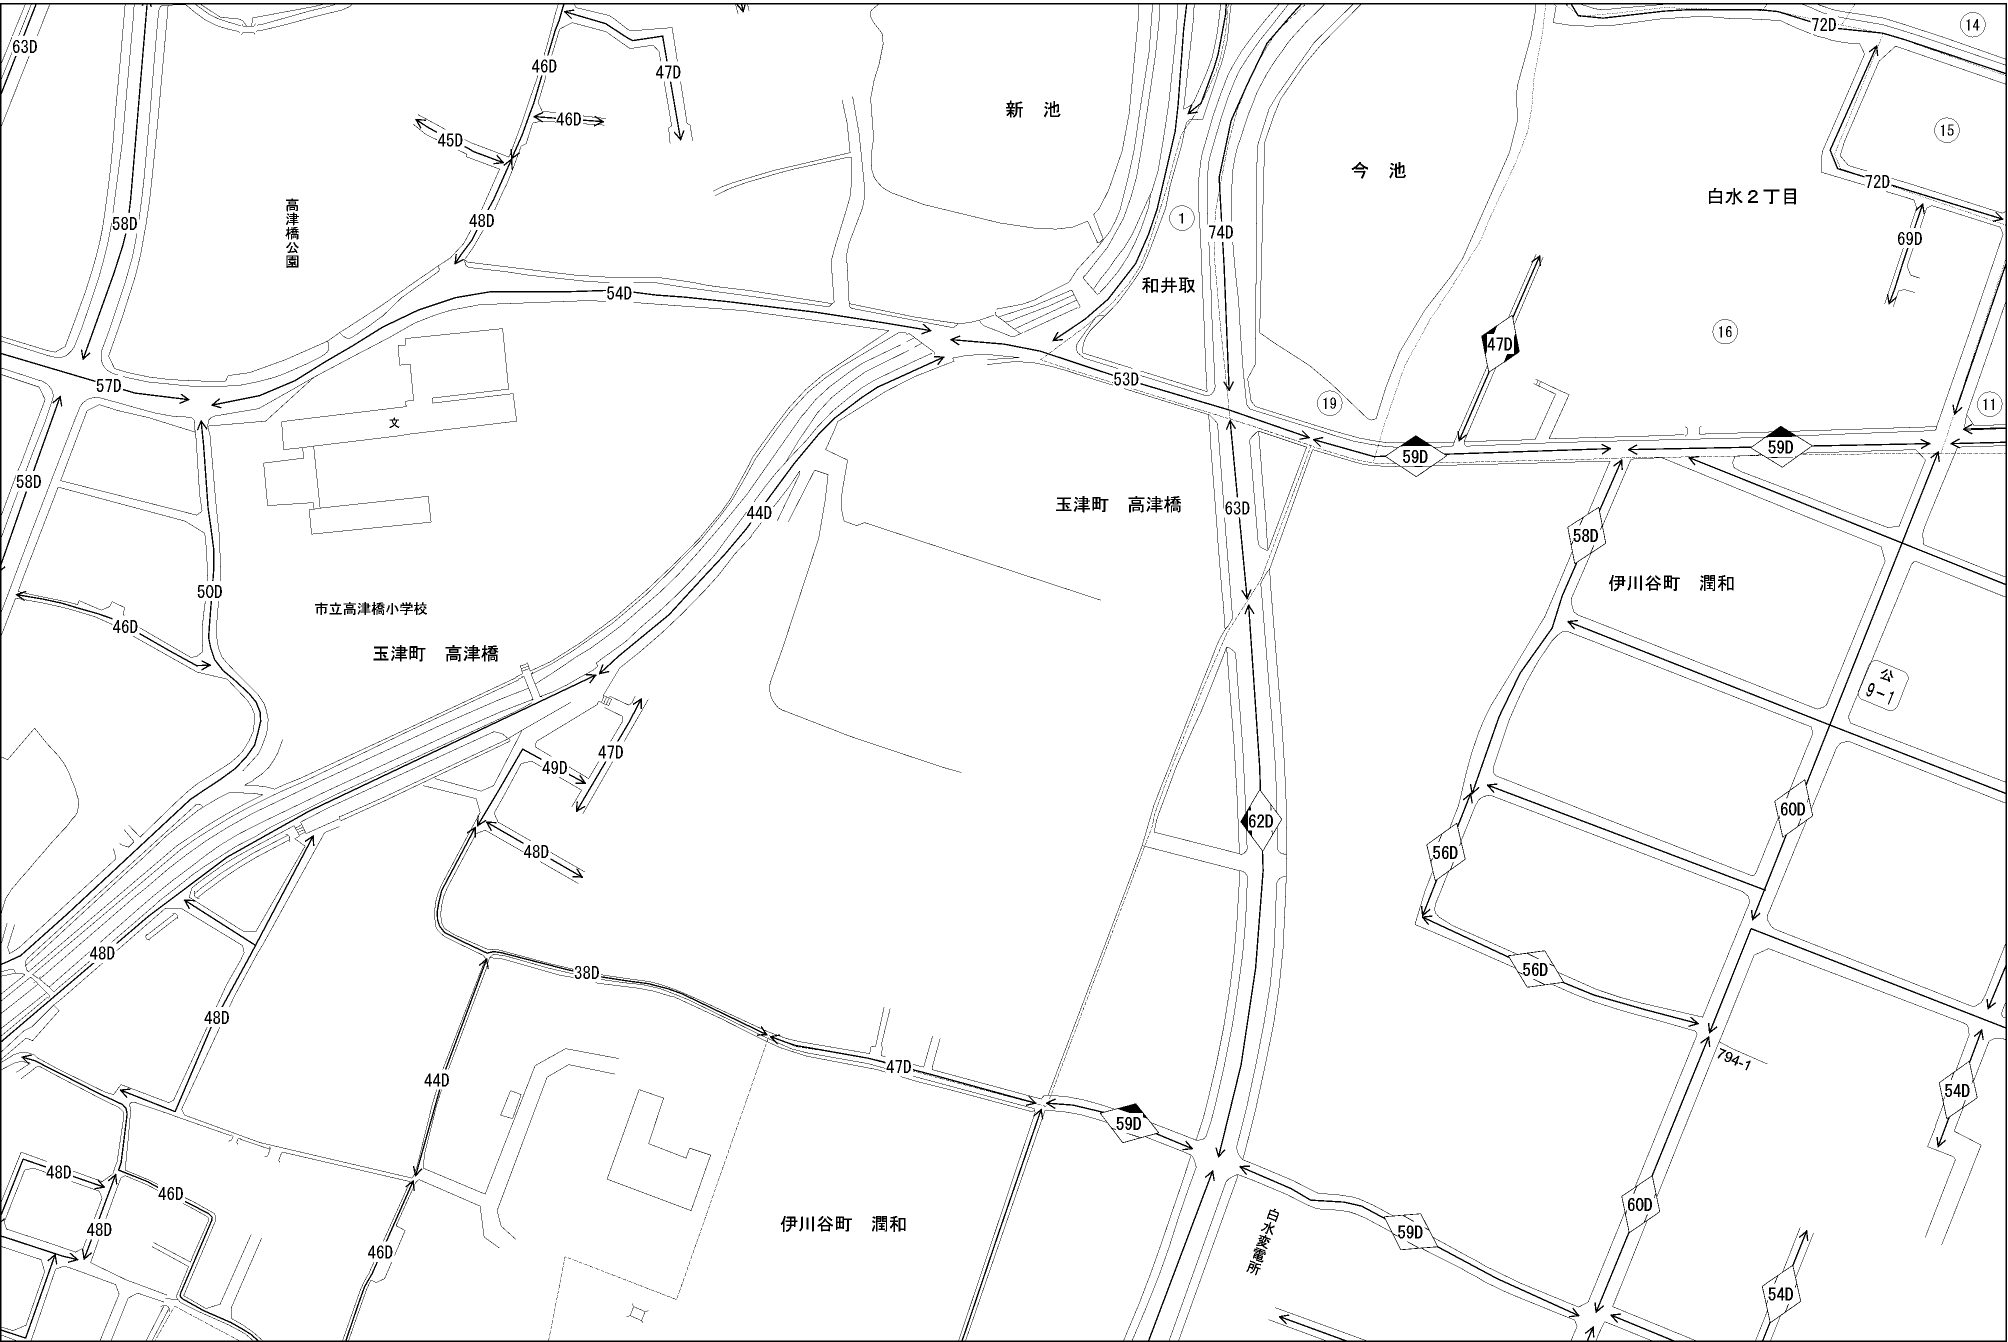 72D
14
63D
46D
47D
新 池
46D
15
45D
今 池
72D
白水2丁目
高津橋公園
58D
48D
1
74D
69D
和井取
54D
16
47D
53D
57D
19
11
文
59D
59D
58D
44D
玉津町 高津橋
63D
58D
50D
伊川谷町 潤和
市立高津橋小学校
46D
玉津町 高津橋
公
9-1
47D
49D
60D
62D
48D
56D
48D
38D
56D
48D
794-1
47D
44D
54D
59D
48D
46D
48D
60D
伊川谷町 潤和
白水変電所
59D
46D
54D